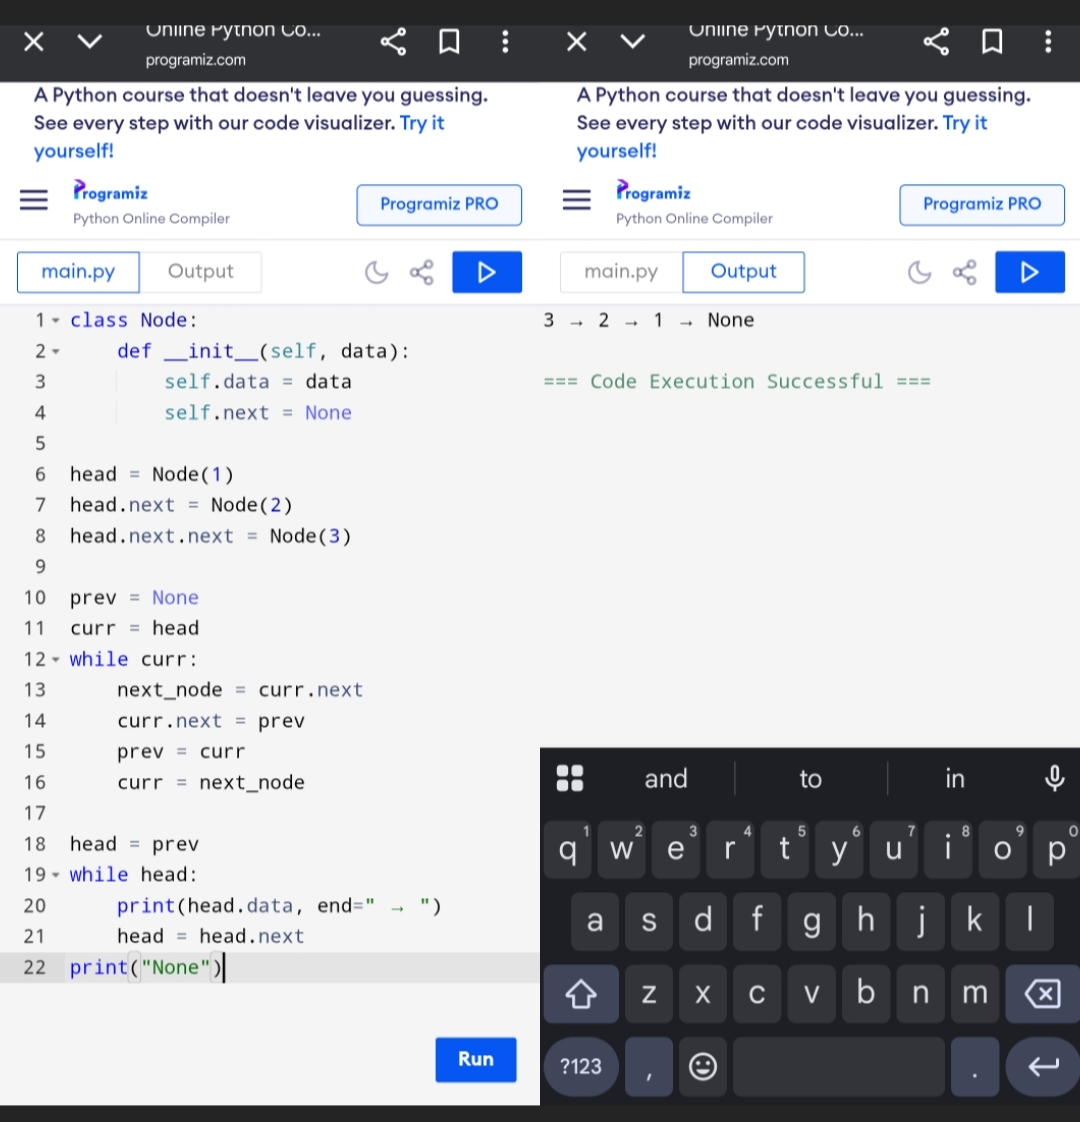 Online Python Co...
programiz.com
A Python course that doesn't leave you guessing.
See every step with our code visualizer. Try it
yourself!
Programiz
Python Online Compiler
Programiz PRO
main.py
Output
1 class Node:
2     def __init__(self, data):
3         self.data = data
4         self.next = None
5
6 head = Node(1)
7 head.next = Node(2)
8 head.next.next = Node(3)
9
10 prev = None
11 curr = head
12 while curr:
13     next_node = curr.next
14     curr.next = prev
15     prev = curr
16     curr = next_node
17
18 head = prev
19 while head:
20     print(head.data, end=" → ")
21     head = head.next
22 print("None")
Run
Online Python Co...
programiz.com
A Python course that doesn't leave you guessing.
See every step with our code visualizer. Try it
yourself!
Programiz
Python Online Compiler
Programiz PRO
main.py
Output
3 → 2 → 1 → None
=== Code Execution Successful ===
and to in
1 2 3 4 5 6 7 8 9 0
q w e r t y u i o p
a s d f g h j k l
z x c v b n m
?123 , .